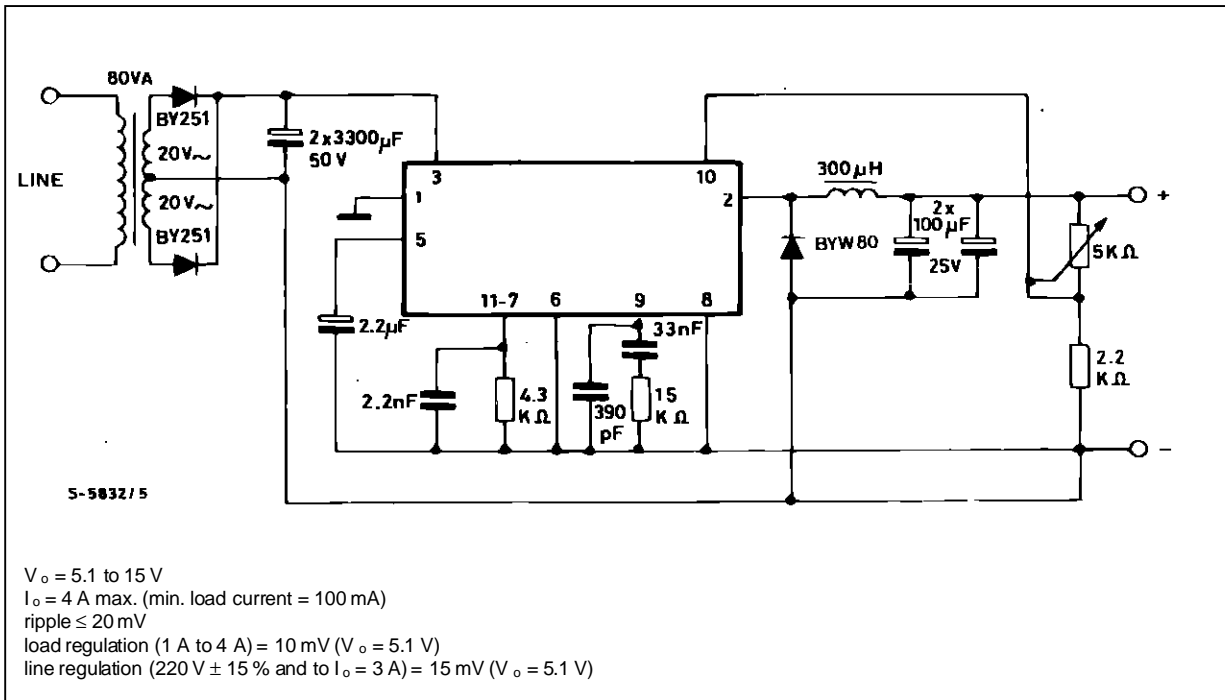 80VA
BY251
20V~
LINE
20V~
BY251
2x3300µF
50V
3
10
1
2
5
11-7
6
9
8
300µH
2x
100µF
25V
BYW80
+
5KΩ
2.2µF
2.2nF
4.3
KΩ
390
pF
33nF
15
KΩ
2.2
KΩ
–
S-5832/5
V o = 5.1 to 15 V
I o = 4 A max. (min. load current = 100 mA)
ripple ≤ 20 mV
load regulation (1 A to 4 A) = 10 mV (V o = 5.1 V)
line regulation (220 V ± 15 % and to I o = 3 A) = 15 mV (V o = 5.1 V)